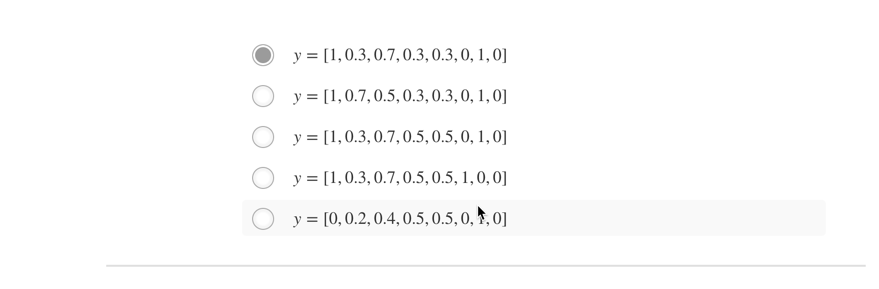 y = [1, 0.3, 0.7, 0.3, 0.3, 0, 1, 0]
y = [1, 0.7, 0.5, 0.3, 0.3, 0, 1, 0]
y = [1, 0.3, 0.7, 0.5, 0.5, 0, 1, 0]
y = [1, 0.3, 0.7, 0.5, 0.5, 1, 0, 0]
y = [0, 0.2, 0.4, 0.5, 0.5, 0, 1, 0]